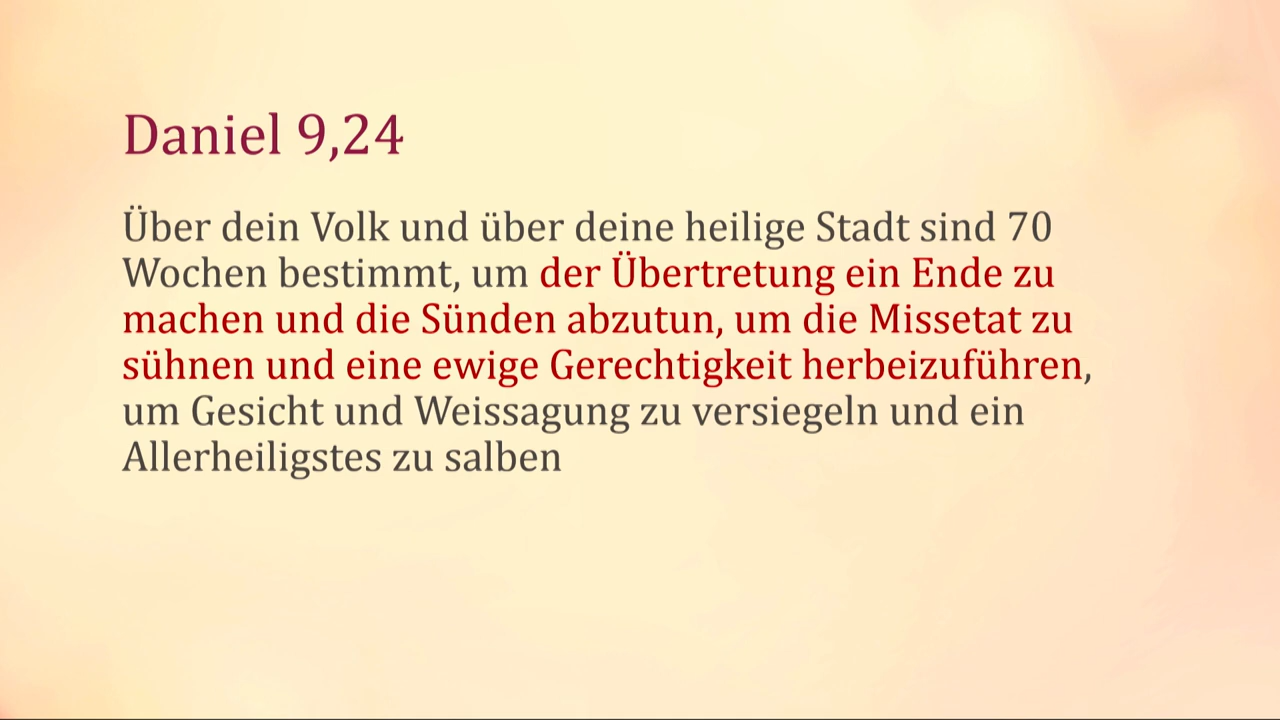 Daniel 9,24
Über dein Volk und über deine heilige Stadt sind 70
Wochen bestimmt, um der Übertretung ein Ende zu
machen und die Sünden abzutun, um die Missetat zu
sühnen und eine ewige Gerechtigkeit herbeizuführen,
um Gesicht und Weissagung zu versiegeln und ein
Allerheiligstes zu salben